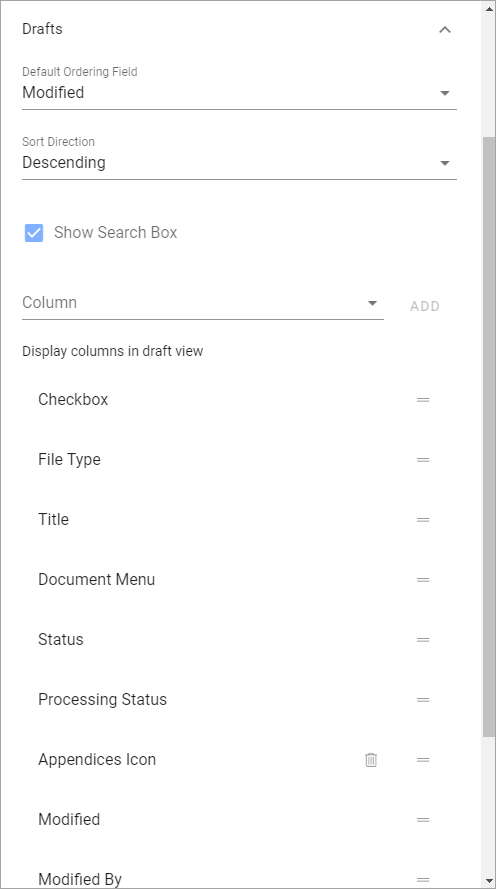 Drafts
Default Ordering Field
Modified
Sort Direction
Descending
Show Search Box
Column
ADD
Display columns in draft view
Checkbox
File Type
Title
Document Menu
Status
Processing Status
Appendices Icon
Modified
Modified By